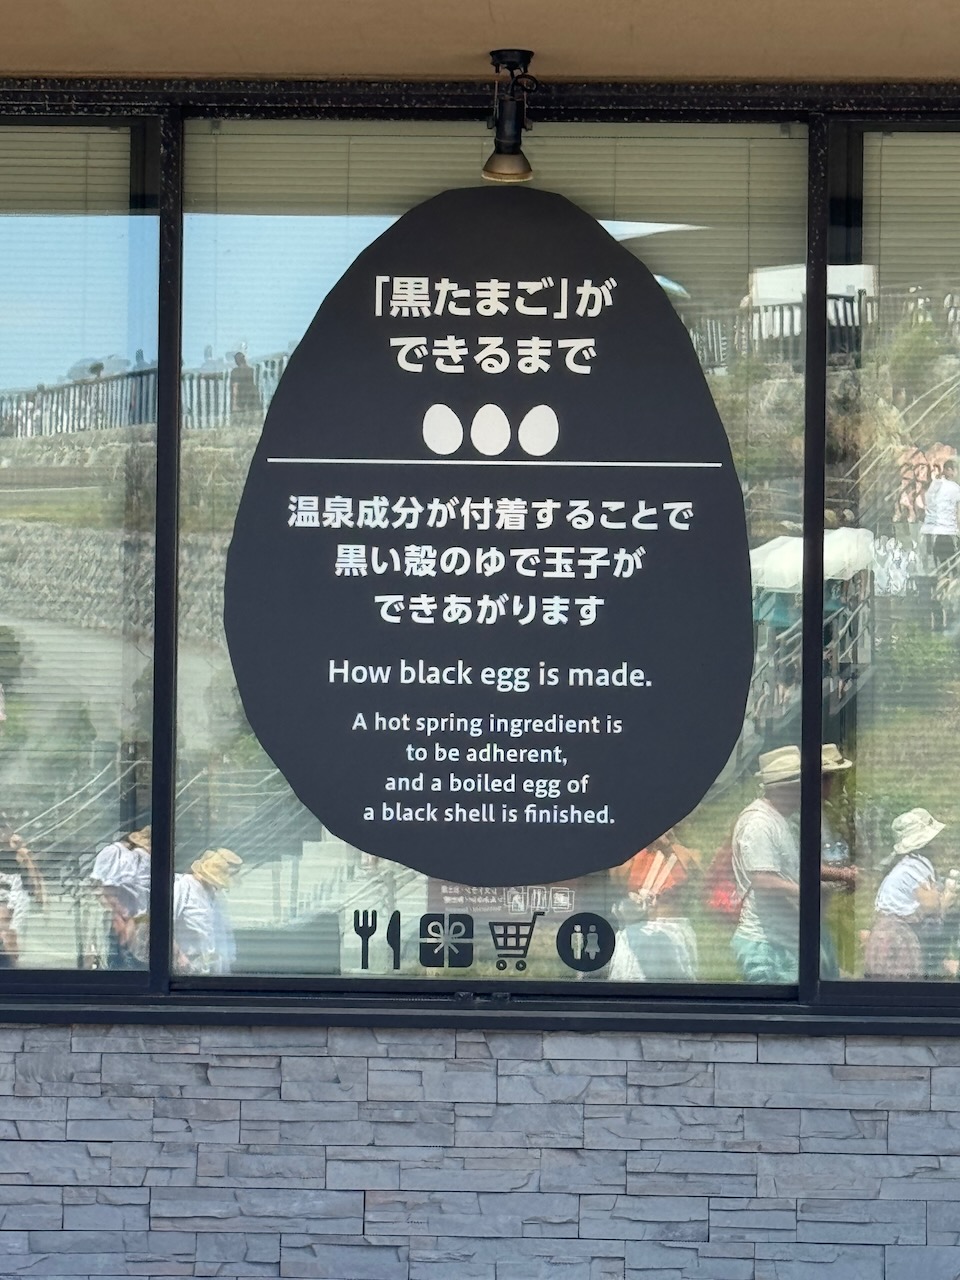 「黒たまご」が
できるまで
温泉成分が付着することで
黒い殻のゆで玉子が
できあがります
How black egg is made.
A hot spring ingredient is
to be adherent,
and a boiled egg of
a black shell is finished.